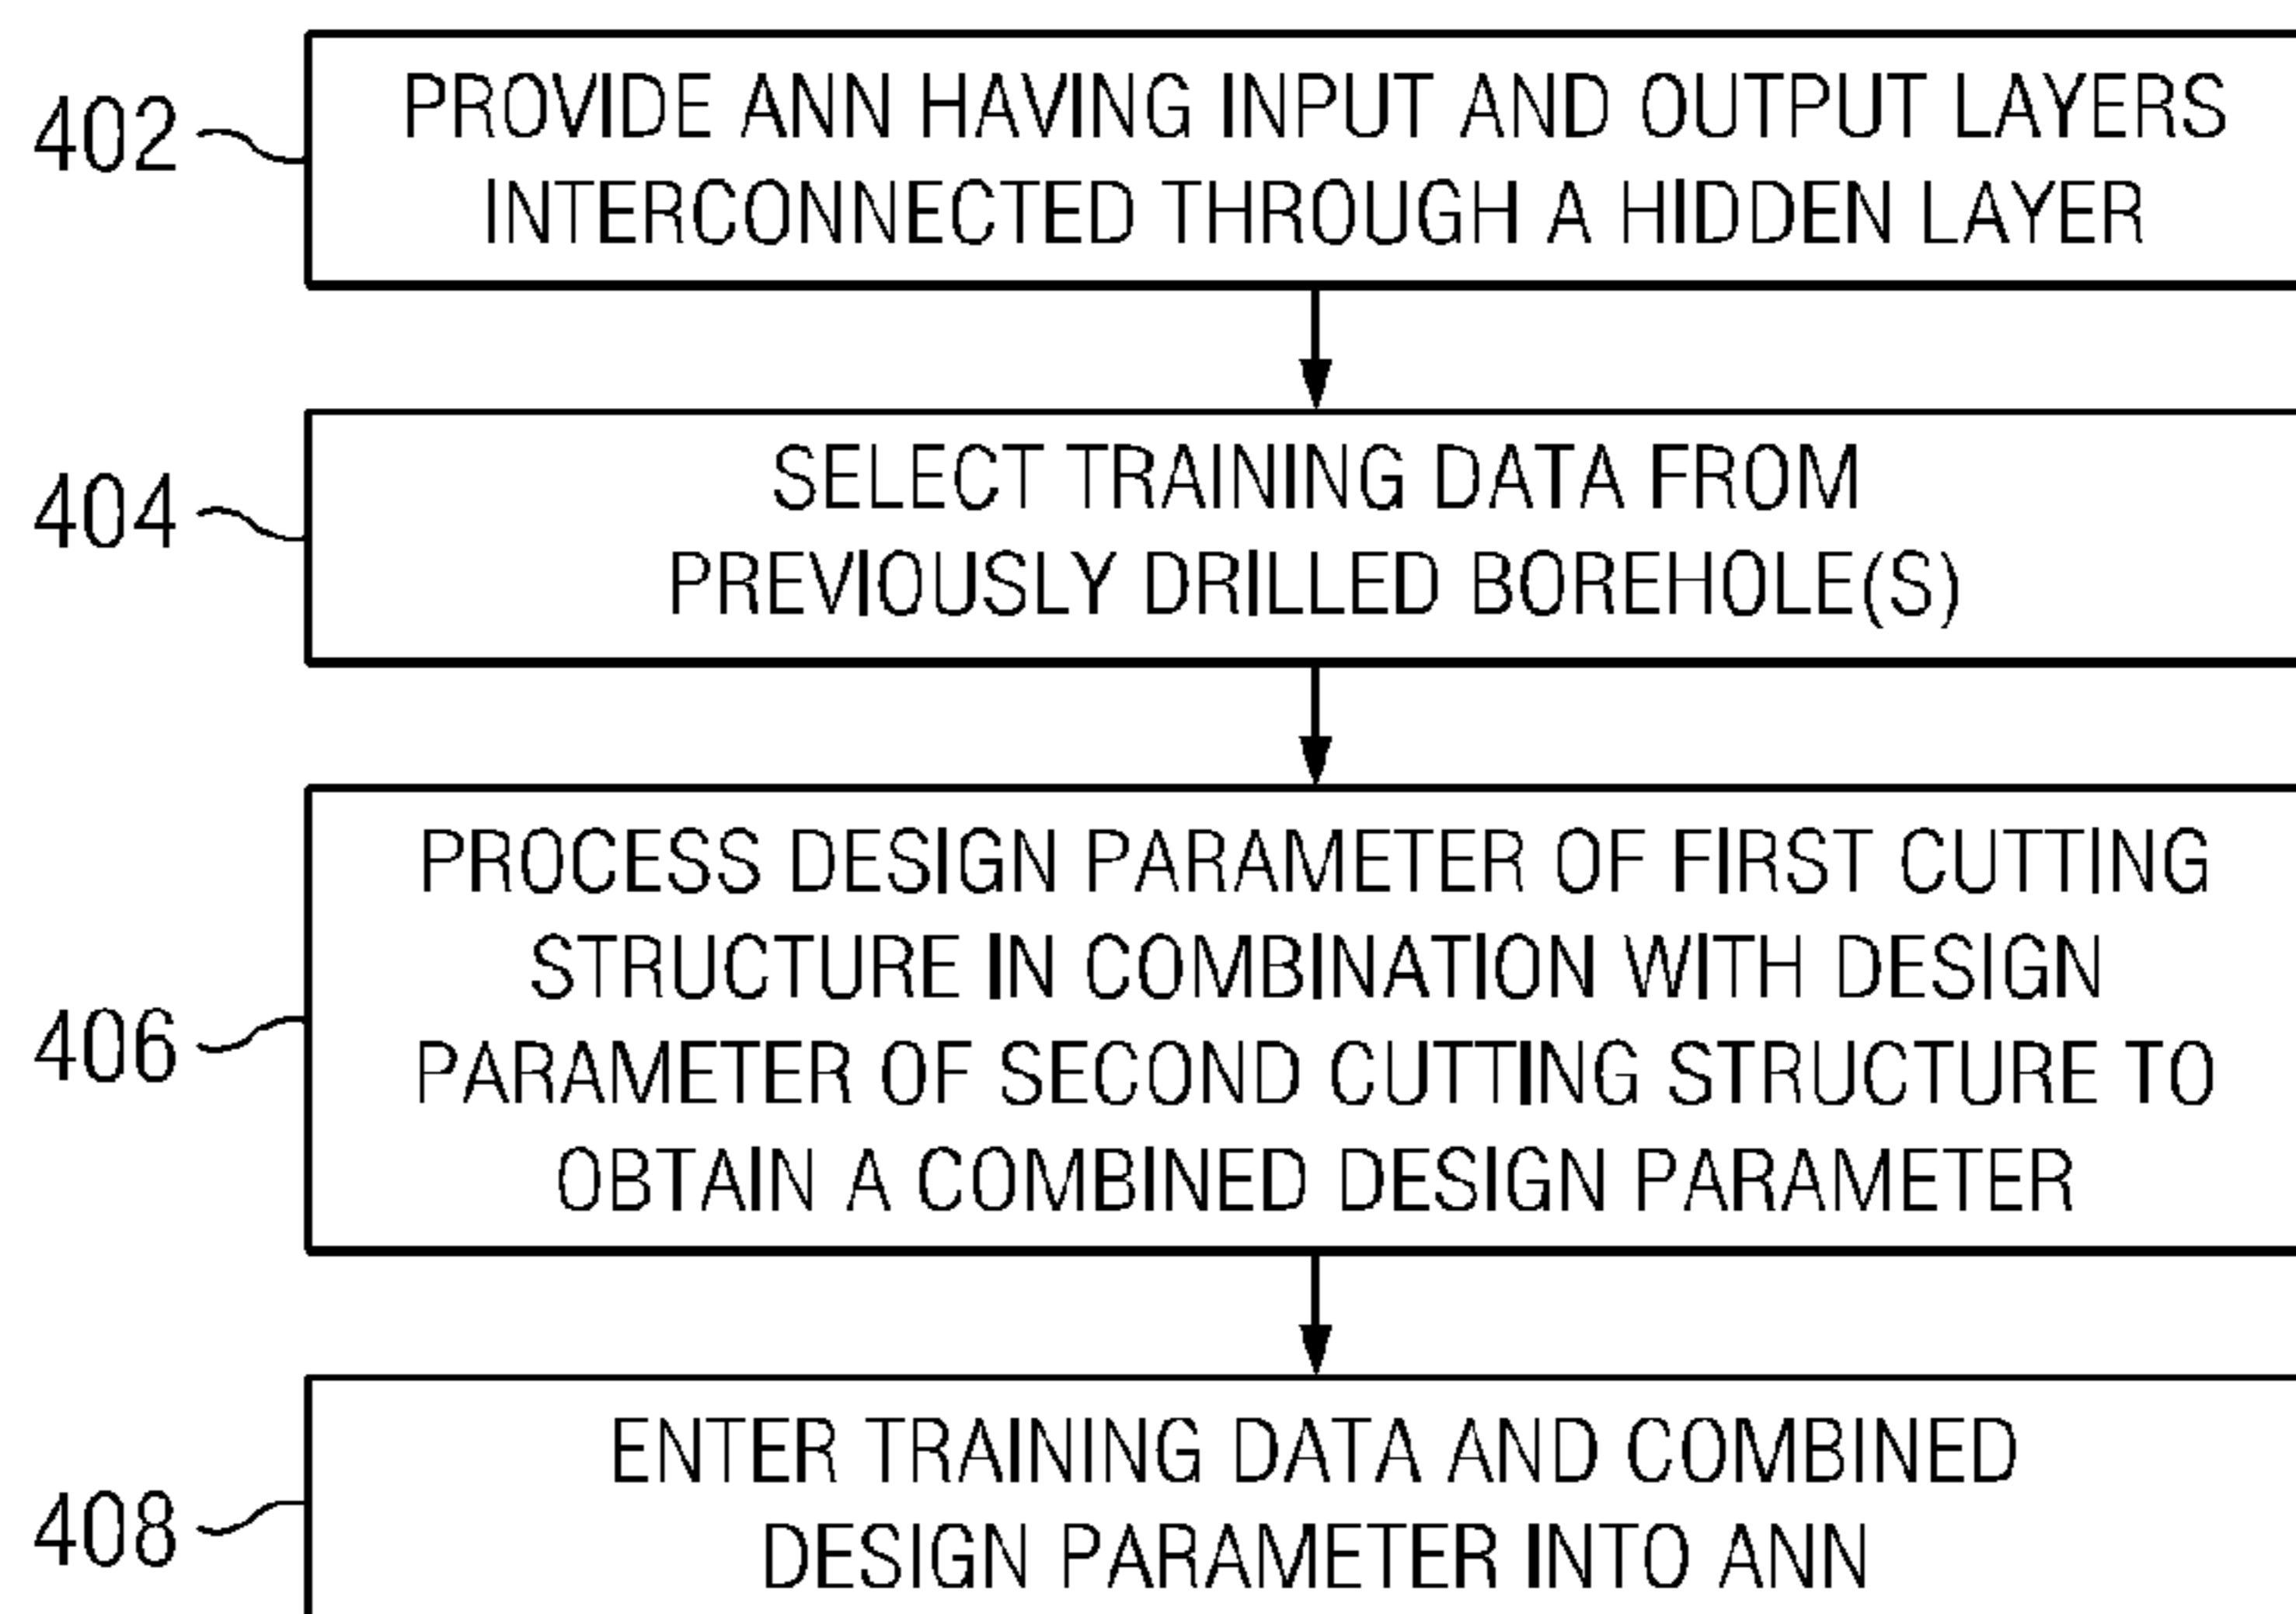 402
PROVIDE ANN HAVING INPUT AND OUTPUT LAYERS
INTERCONNECTED THROUGH A HIDDEN LAYER
404
SELECT TRAINING DATA FROM
PREVIOUSLY DRILLED BOREHOLE(S)
406
PROCESS DESIGN PARAMETER OF FIRST CUTTING
STRUCTURE IN COMBINATION WITH DESIGN
PARAMETER OF SECOND CUTTING STRUCTURE TO
OBTAIN A COMBINED DESIGN PARAMETER
408
ENTER TRAINING DATA AND COMBINED
DESIGN PARAMETER INTO ANN